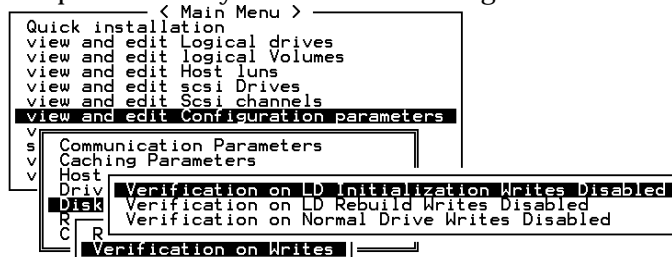 < Main Menu >
Quick installation
view and edit Logical drives
view and edit logical Volumes
view and edit Host luns
view and edit scsi Drives
view and edit Scsi channels
view and edit Configuration parameters
v
s Communication Parameters
v Caching Parameters
v Host
Driv Verification on LD Initialization Writes Disabled
Disk Verification on LD Rebuild Writes Disabled
R Verification on Normal Drive Writes Disabled
C R
Verification on Writes